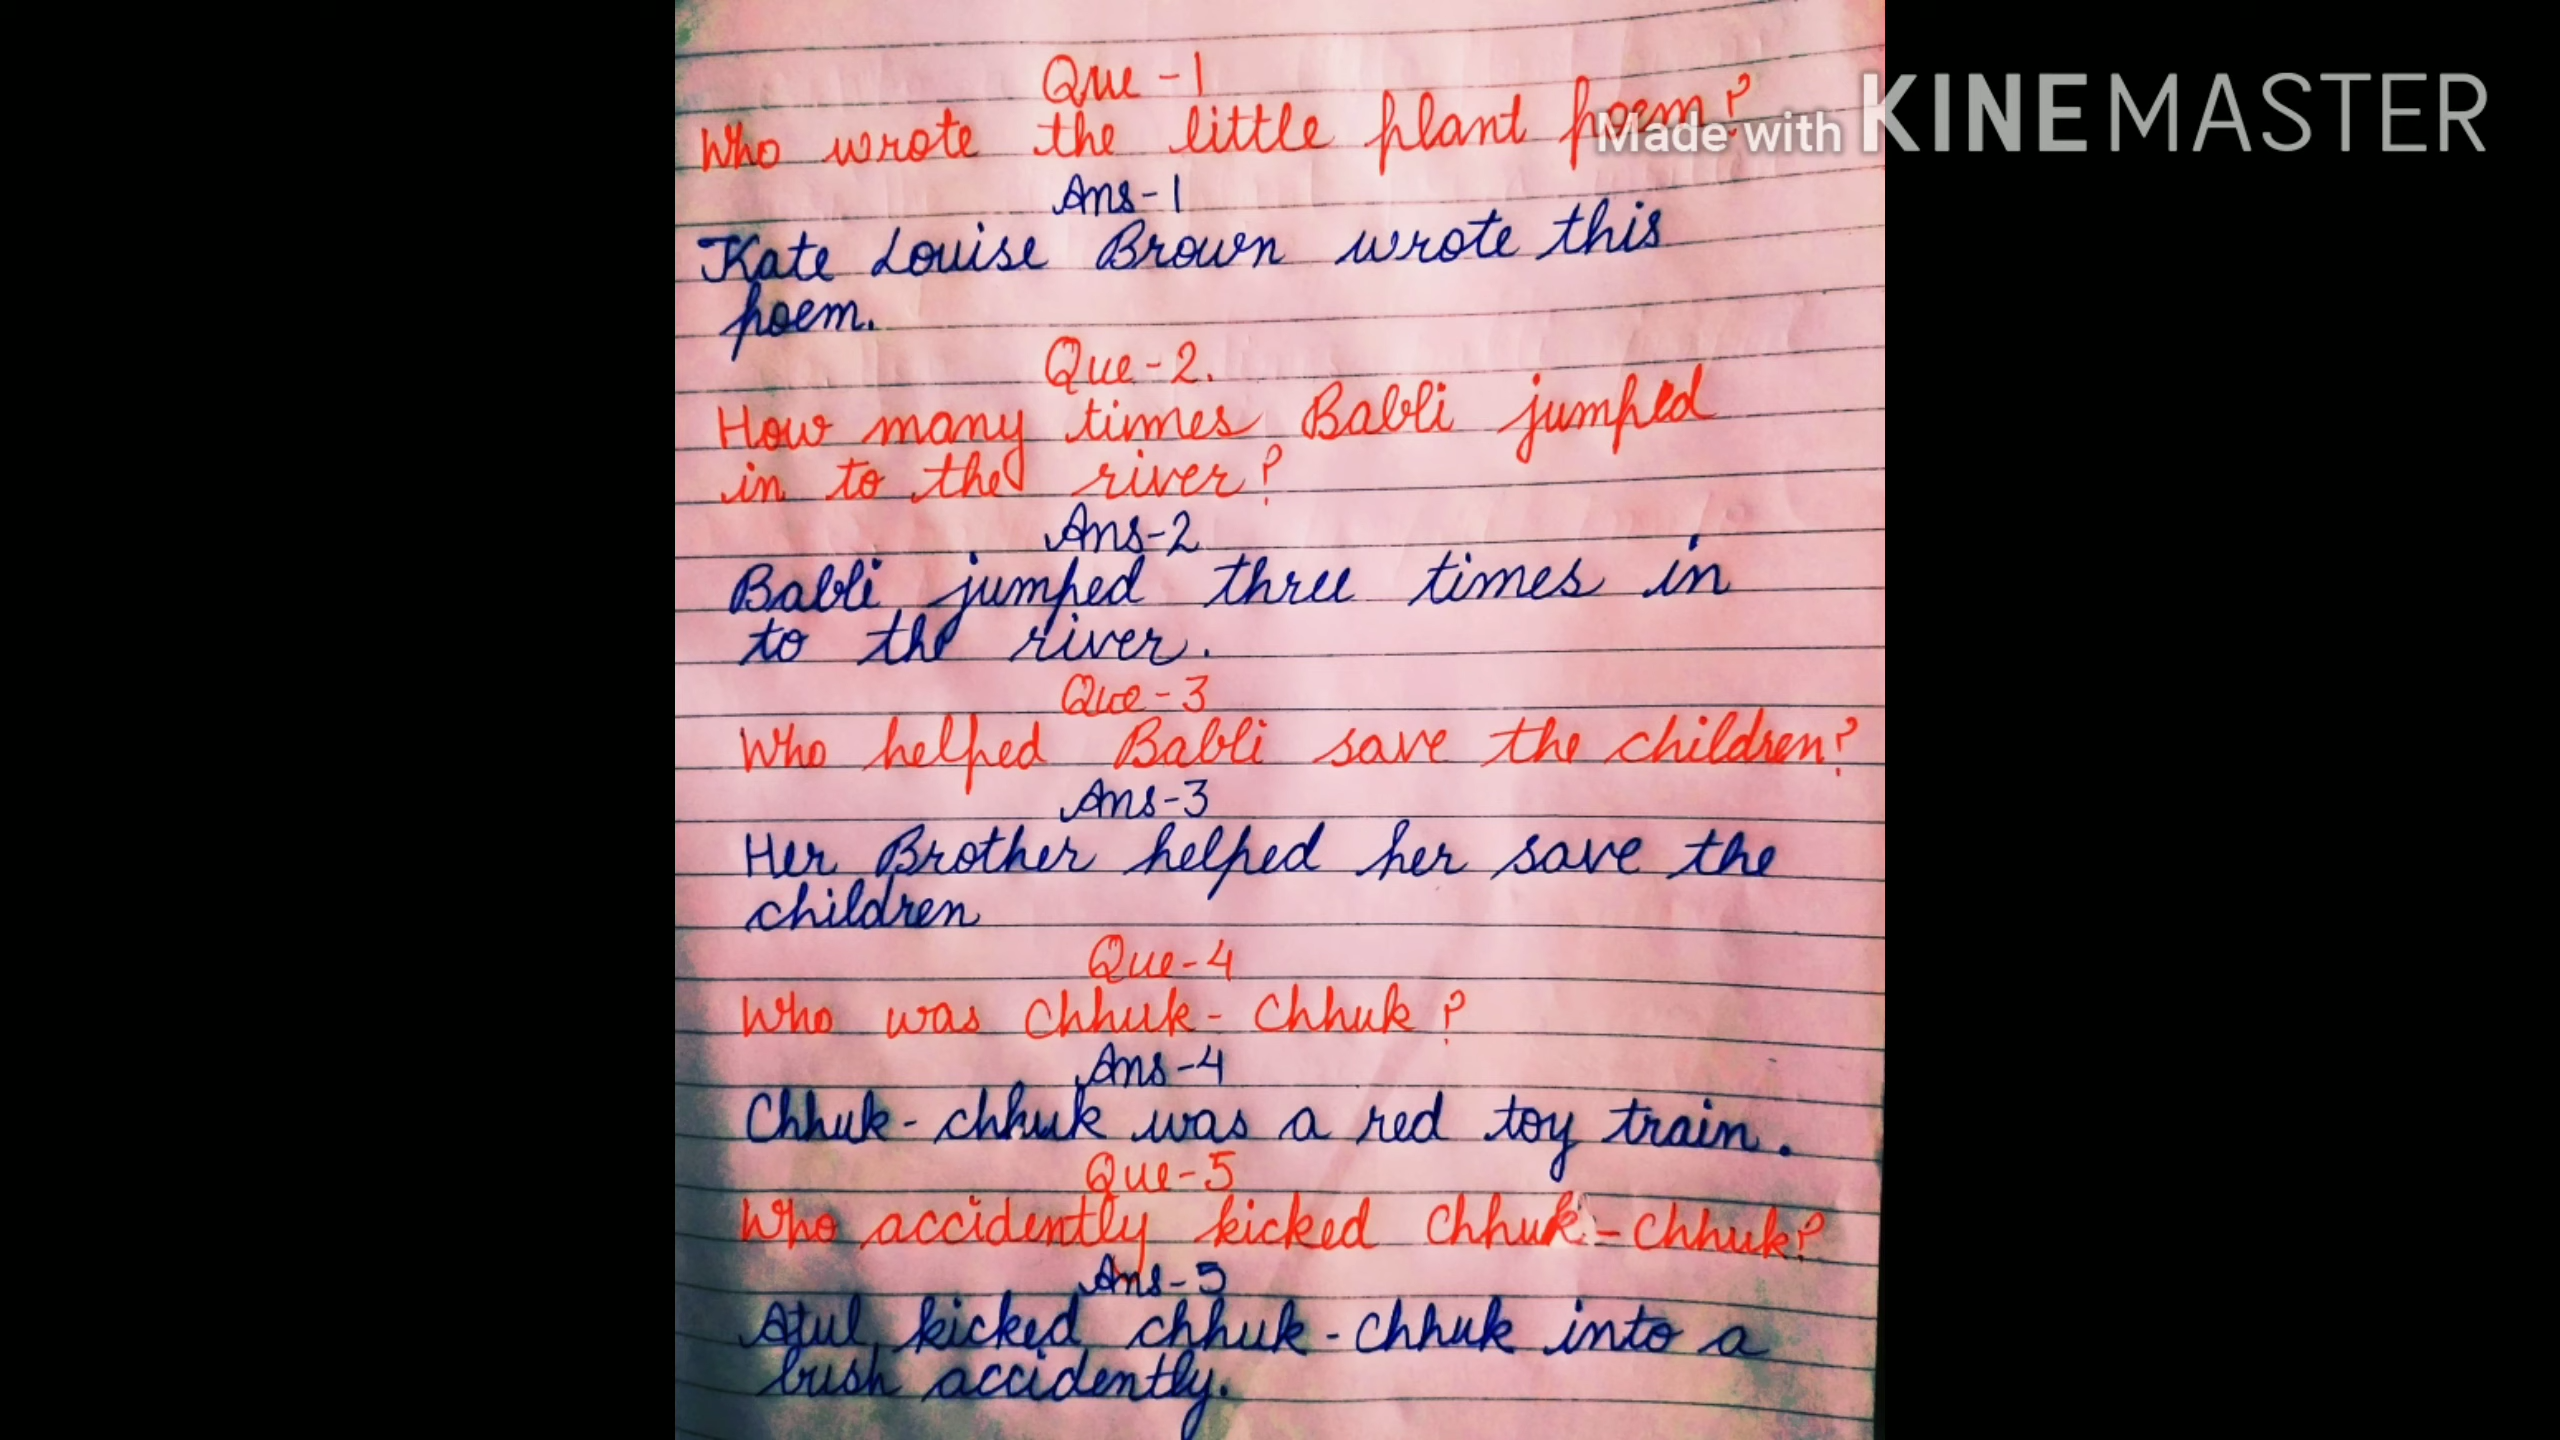 Que-1
Who wrote the little plant poem?
Made with KINEMASTER
Ans-1
Kate Louise Brown wrote this
poem.
Que-2.
How many times Babli jumped
in to the river?
Ans-2
Babli jumped three times in
to the river.
Que-3
Who helped Babli save the children?
Ans-3
Her Brother helped her save the
children
Que-4
Who was Chhuk-Chhuk?
Ans-4
Chhuk-chhuk was a red toy train.
Que-5
Who accidently kicked Chhuk-Chhuk?
Ans-5
Atul kicked chhuk-Chhuk into a
bush accidently.